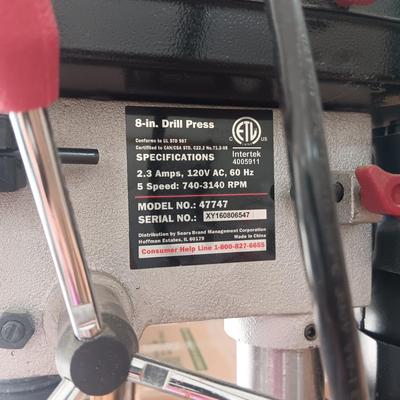 8-in. Drill Press
Conforms to UL STD 987
Certified to CAN/CSA STD. C22.2 No.71.2-08
SPECIFICATIONS
2.3 Amps, 120V AC, 60 Hz
5 Speed: 740-3140 RPM
ETL
C US
Intertek
4005911
MODEL NO.: 47747
SERIAL NO.: XY160806547
Distribution by Sears Brand Management Corporation
Hoffman Estates, IL 60179 Made in China
Consumer Help Line 1-800-827-6655